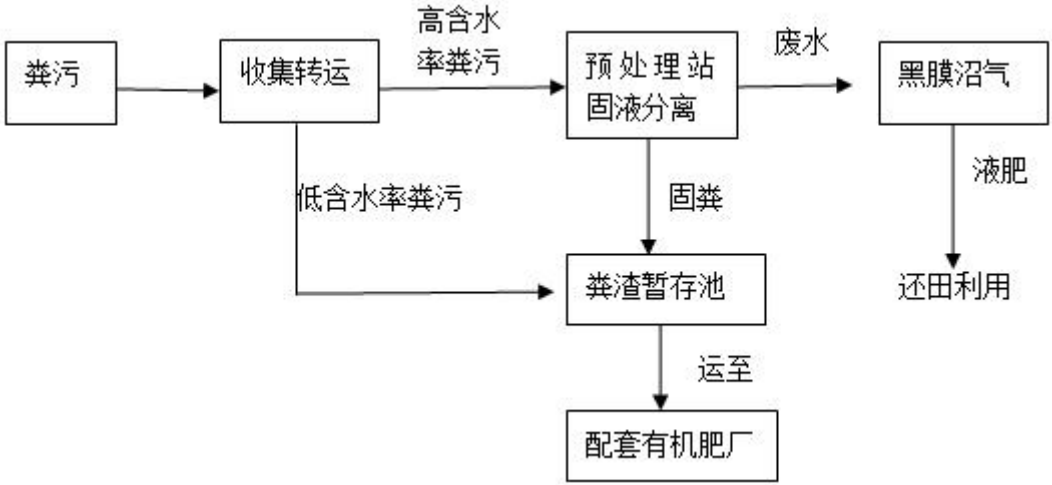 粪污
收集转运
高含水
率粪污
预处理站
固液分离
废水
黑膜沼气
低含水率粪污
固粪
液肥
粪渣暂存池
还田利用
运至
配套有机肥厂